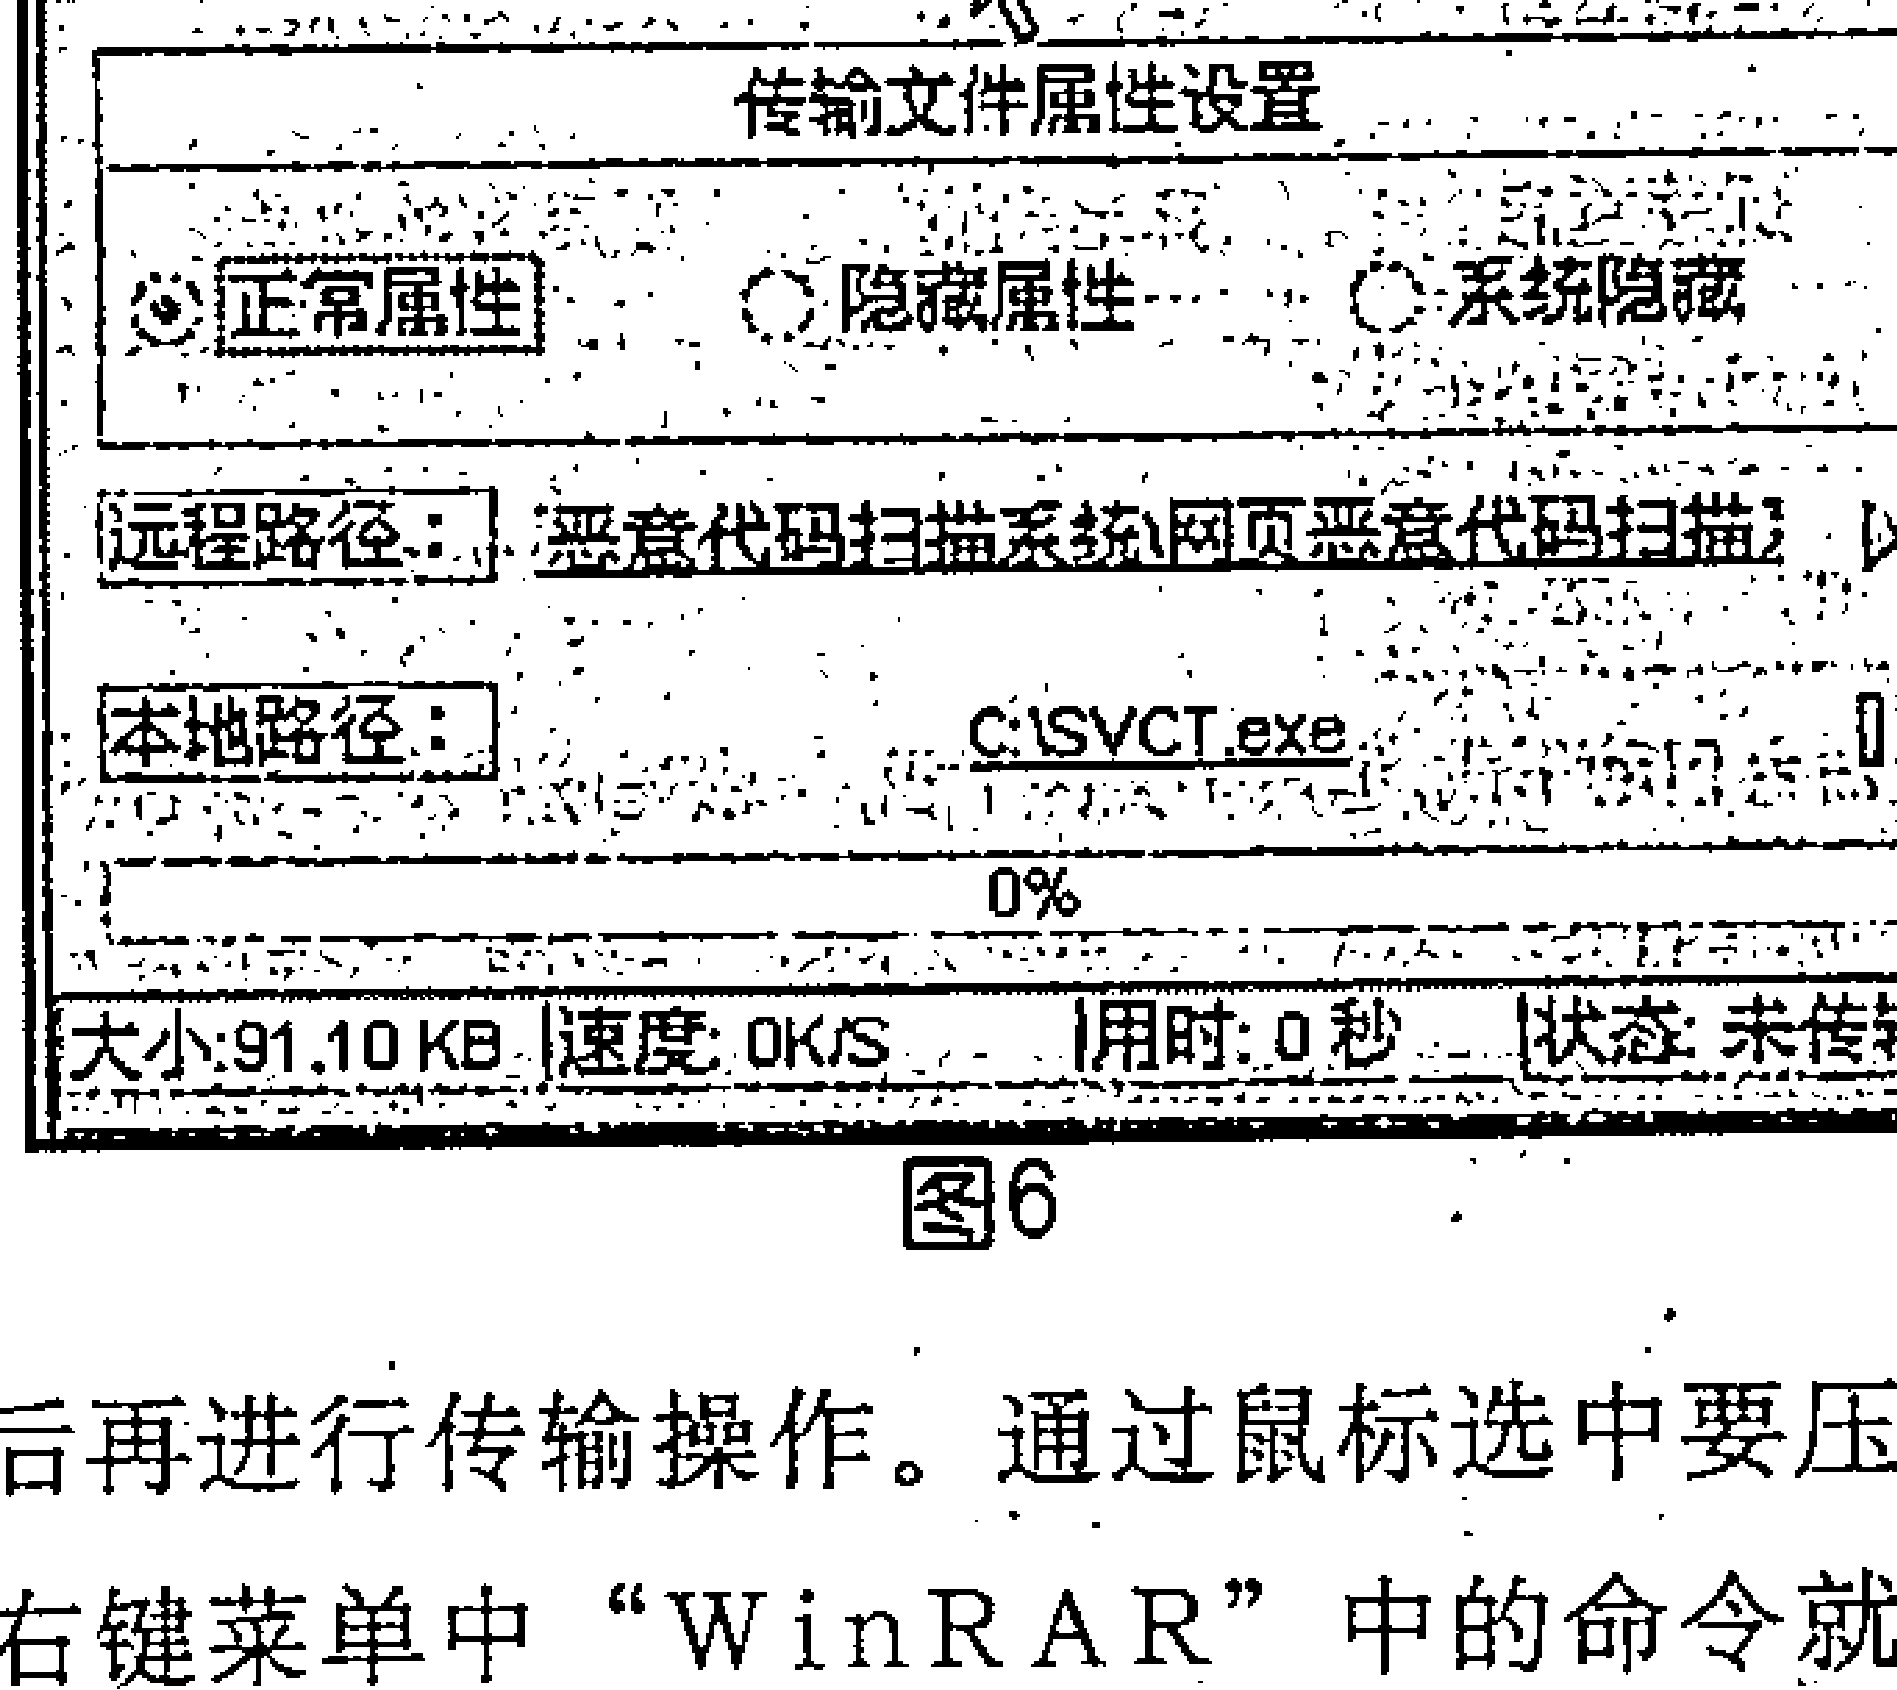 传输文件属性设置
正常属性 隐藏属性 系统隐藏
远程路径： 恶意代码扫描系统\网页恶意代码扫描
本地路径： C:\SVCT.exe
0%
大小:91.10 KB 速度: 0K/S 用时: 0 秒 状态: 未传输
图6
后再进行传输操作。通过鼠标选中要压
右键菜单中“WinRAR”中的命令就